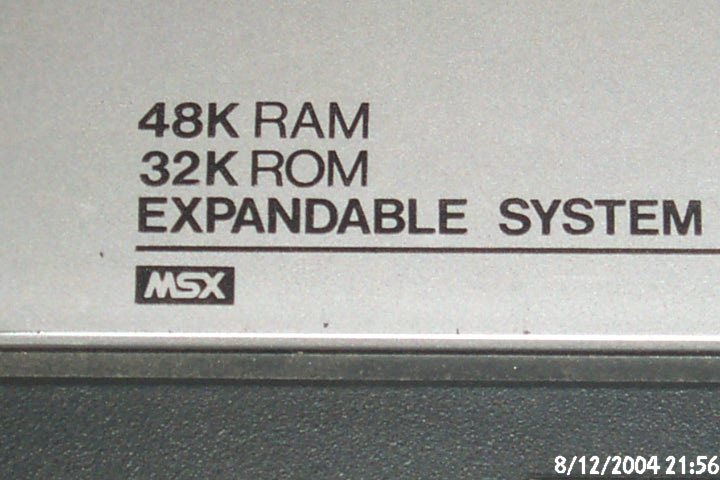 48K RAM
32K ROM
EXPANDABLE SYSTEM
MSX
8/12/2004 21:56